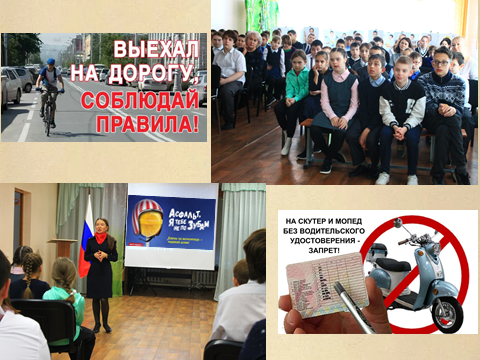 ВЫЕХАЛ
НА ДОРОГУ,
СОБЛЮДАЙ
ПРАВИЛА!
АСФАЛЬТ,
Я ТЕБЕ
НЕ ПО ЗУБАМ
НА СКУТЕР И МОПЕД
БЕЗ ВОДИТЕЛЬСКОГО
УДОСТОВЕРЕНИЯ -
ЗАПРЕТ!